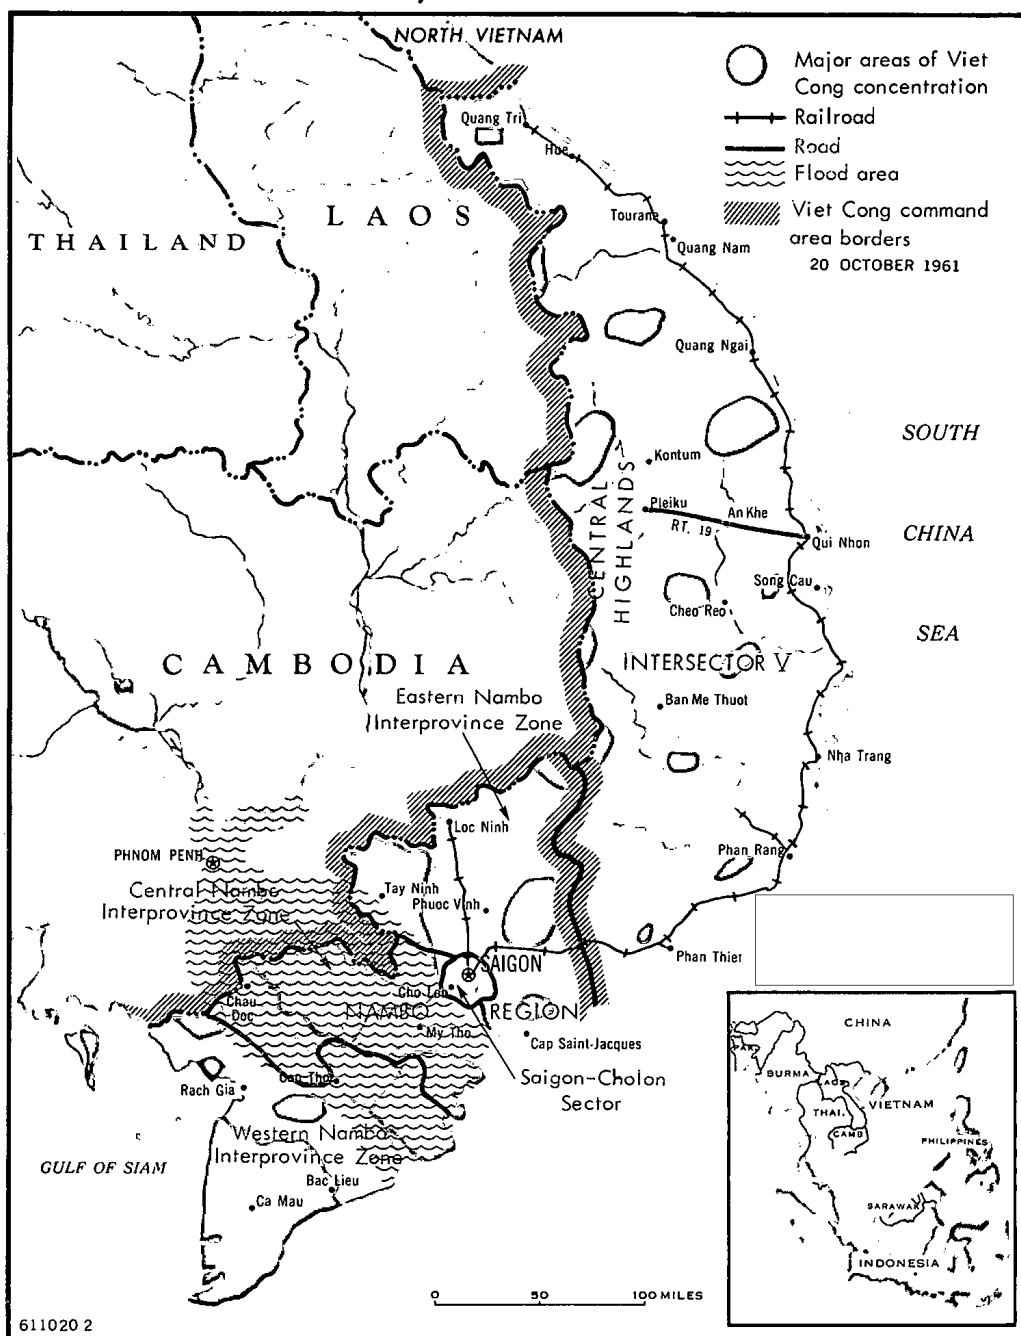 NORTH VIETNAM
Major areas of Viet
Cong concentration
Railroad
Road
Flood area
Viet Cong command
area borders
20 OCTOBER 1961
Quang Tri
Hue
LAOS
THAILAND
Tourane
Quang Nam
Quang Ngai
SOUTH
CHINA
SEA
Kontum
CENTRAL
HIGHLANDS
Pleiku
An Khe
RT. 19
Qui Nhon
Song Cau
Cheo Reo
CAMBODIA
INTERSECTOR V
Eastern Nambo
Interprovince Zone
Ban Me Thuot
Nha Trang
Loc Ninh
Phan Rang
PHNOM PENH
Central Nambo
Interprovince Zone
Tay Ninh
Phuoc Vinh
Phan Thiet
SAIGON
Chau
Doc
Cho Lon
NAMBO REGION
My Tho
Cap Saint-Jacques
Can Tho
Rach Gia
Saigon-Cholon
Sector
Western Nambo
Interprovince Zone
GULF OF SIAM
Bac Lieu
Ca Mau
0 50 100 MILES
611020 2
CHINA
PAK.
BURMA
LAOS
VIETNAM
THAI.
CAMB
PHILIPPINES
SARAWAK
INDONESIA